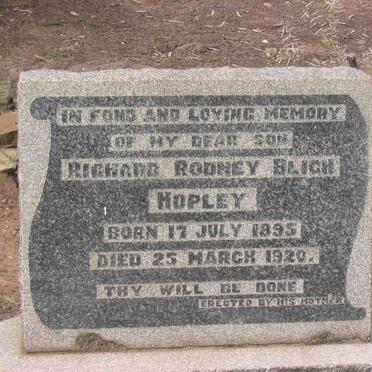 IN FOND AND LOVING MEMORY
OF MY DEAR SON
RICHARD RODNEY BLIGH
HOPLEY
BORN 17 JULY 1895
DIED 25 MARCH 1920.
THY WILL BE DONE
ERECTED BY HIS MOTHER